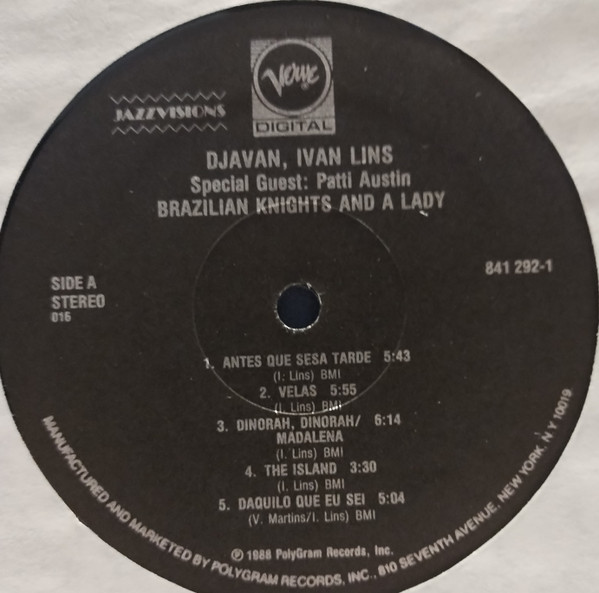 Verve
JAZZVISIONS
DIGITAL
DJAVAN, IVAN LINS
Special Guest: Patti Austin
BRAZILIAN KNIGHTS AND A LADY
SIDE A
STEREO
016
841 292-1
1. ANTES QUE SESA TARDE 5:43
(I. Lins) BMI
2. VELAS 5:55
(I. Lins) BMI
3. DINORAH, DINORAH/ 6:14
MADALENA
(I. Lins) BMI
4. THE ISLAND 3:30
(I. Lins) BMI
5. DAQUILO QUE EU SEI 5:04
(V. Martins/I. Lins) BMI
℗ 1988 PolyGram Records, Inc.
MANUFACTURED AND MARKETED BY POLYGRAM RECORDS, INC., 810 SEVENTH AVENUE, NEW YORK, N.Y 10019